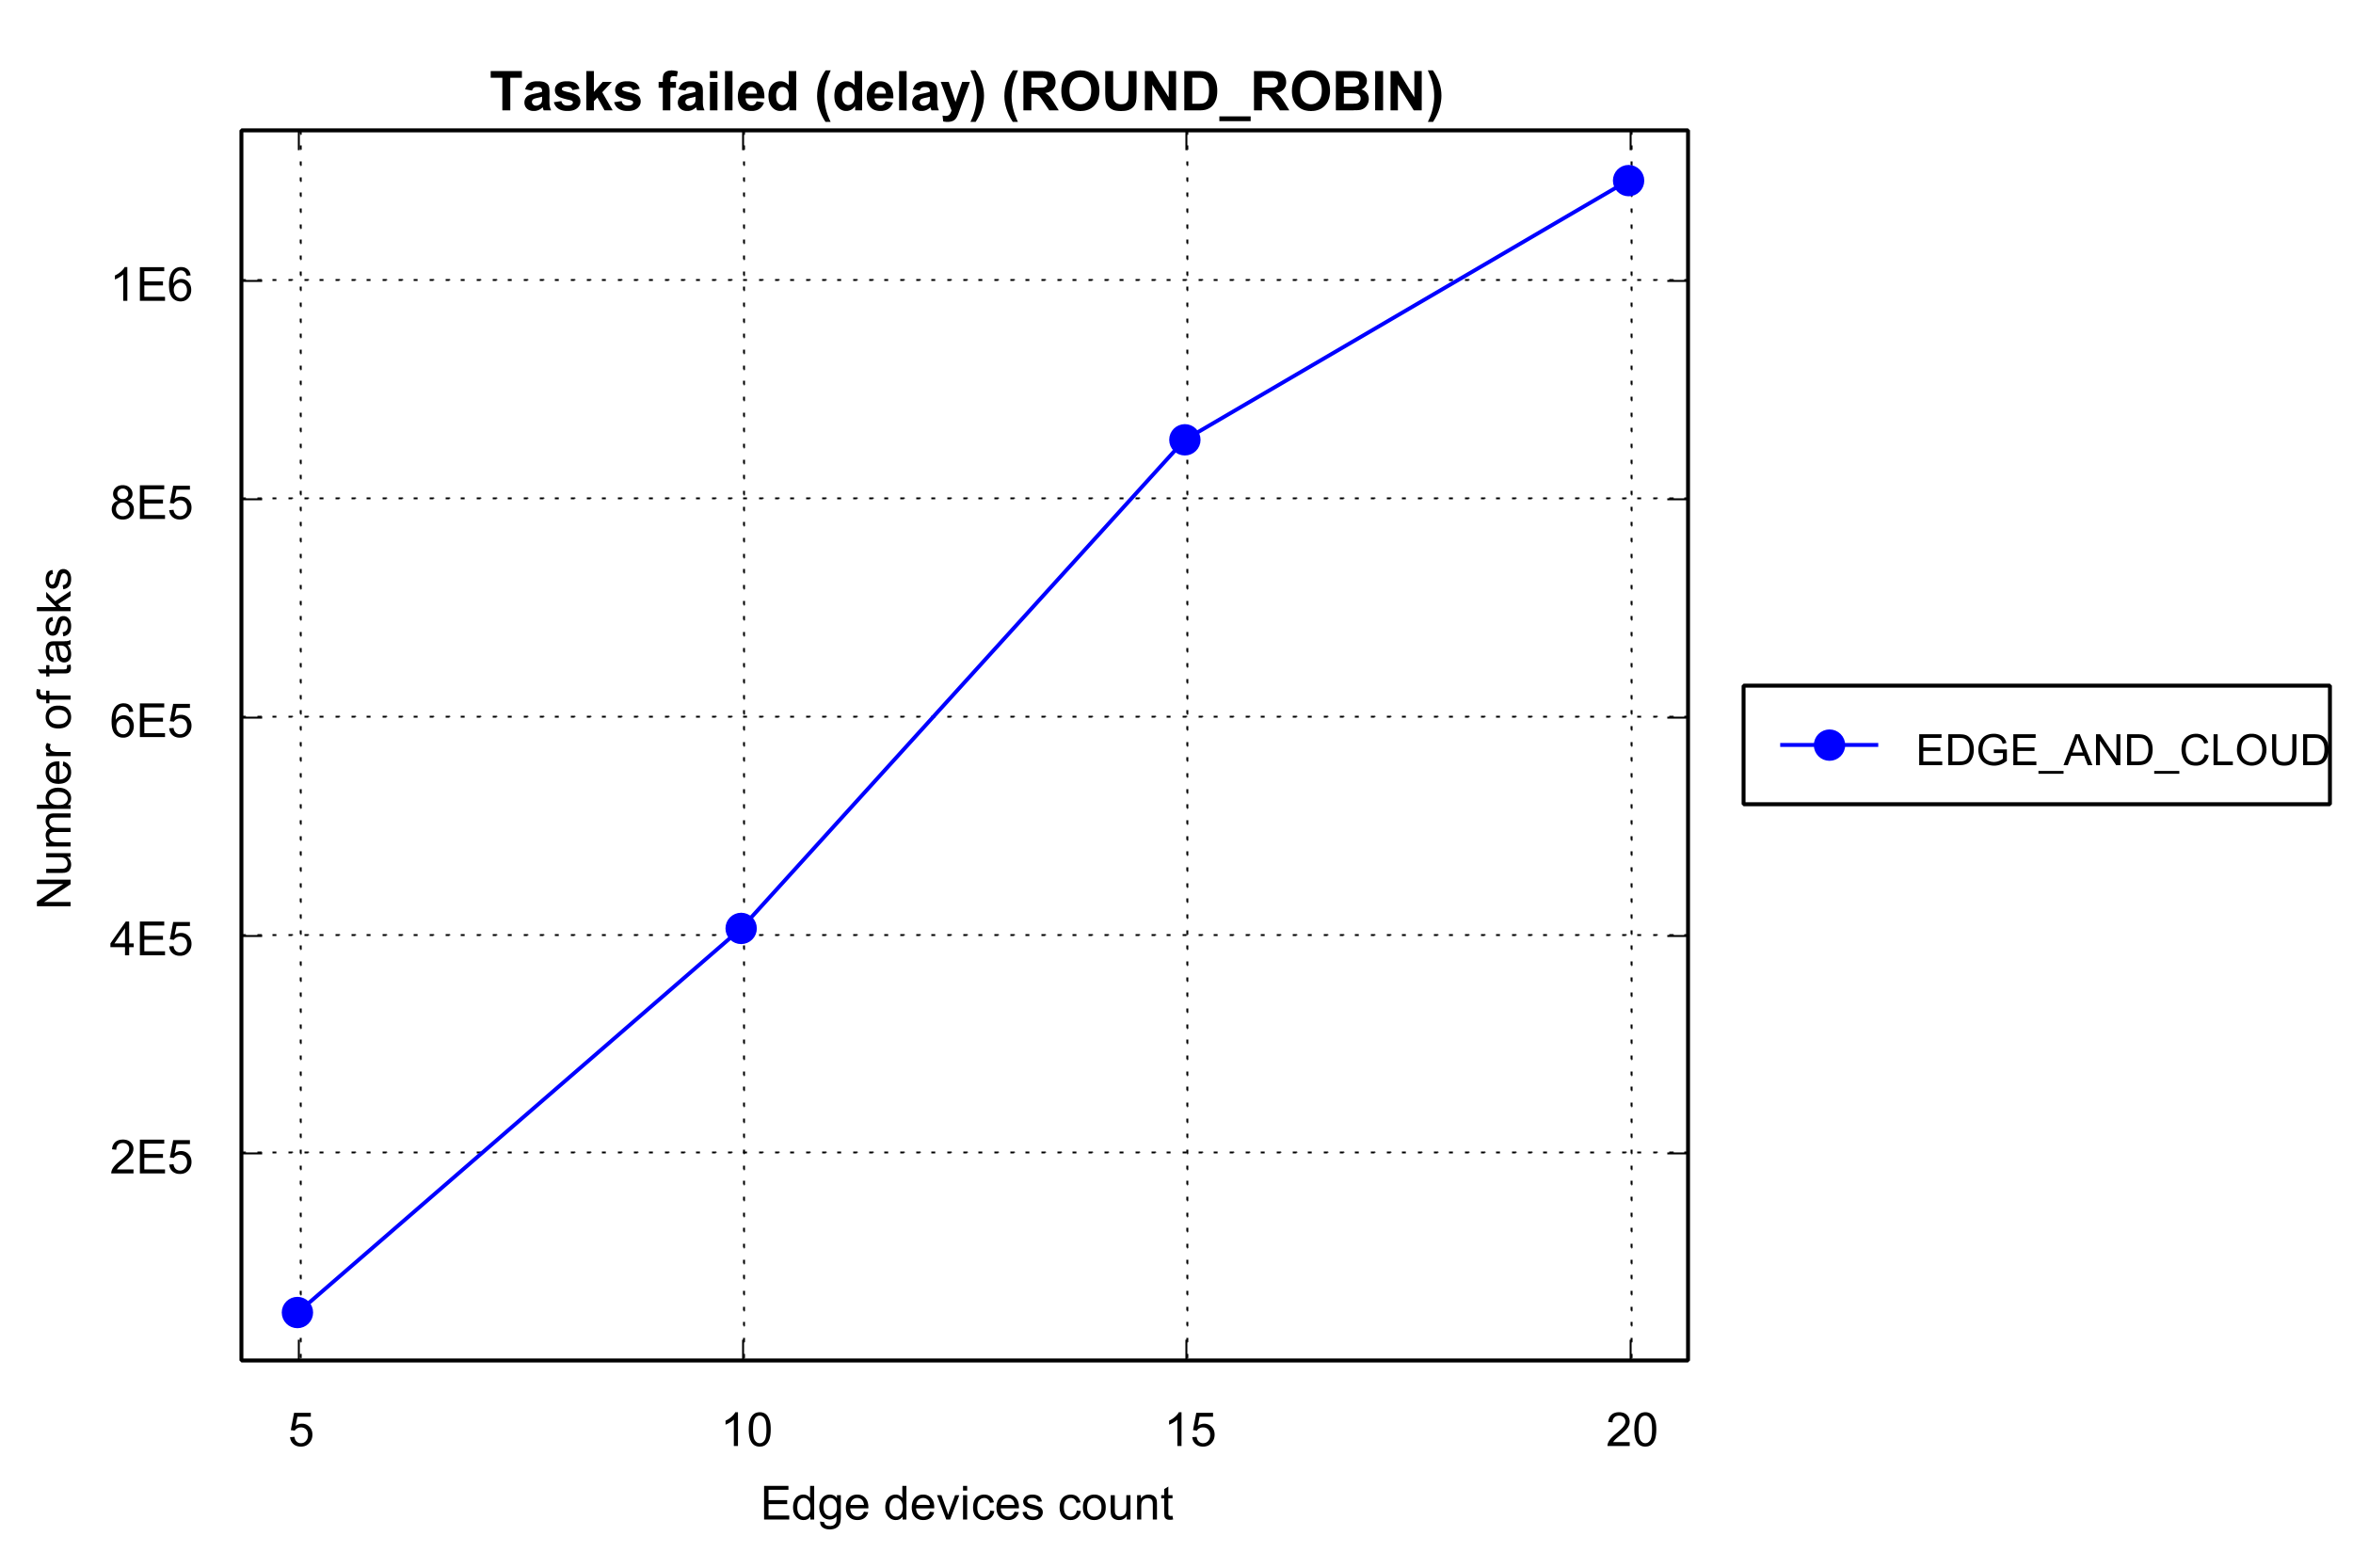 Tasks failed (delay) (ROUND_ROBIN)
1E6
8E5
6E5
4E5
2E5
Number of tasks
5
10
15
20
Edge devices count
EDGE_AND_CLOUD